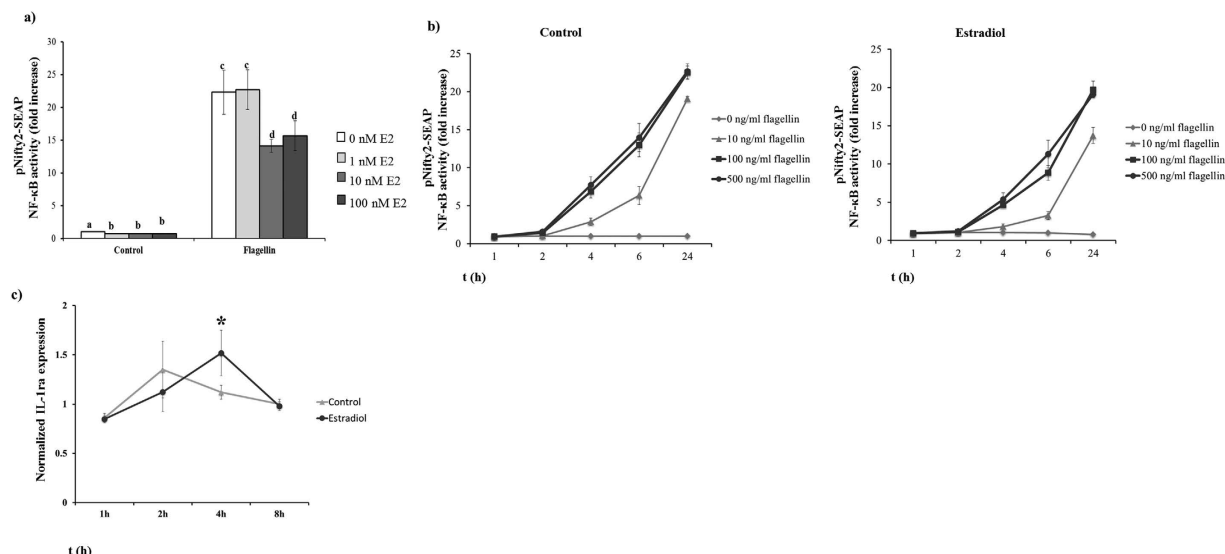 a)
pNifty2-SEAP
NF-κB activity (fold increase)
35
30
25
20
15
10
5
0
a
b
b
b
c
c
d
d
Control
Flagellin
0 nM E2
1 nM E2
10 nM E2
100 nM E2
b)
Control
pNifty2-SEAP
NF-κB activity (fold increase)
25
20
15
10
5
0
1
2
4
6
24
t (h)
0 ng/ml flagellin
10 ng/ml flagellin
100 ng/ml flagellin
500 ng/ml flagellin
Estradiol
pNifty2-SEAP
NF-κB activity (fold increase)
25
20
15
10
5
0
1
2
4
6
24
t (h)
0 ng/ml flagellin
10 ng/ml flagellin
100 ng/ml flagellin
500 ng/ml flagellin
c)
Normalized IL-1ra expression
2
1.5
1
0.5
0
*
1h
2h
4h
8h
Control
Estradiol
t (h)